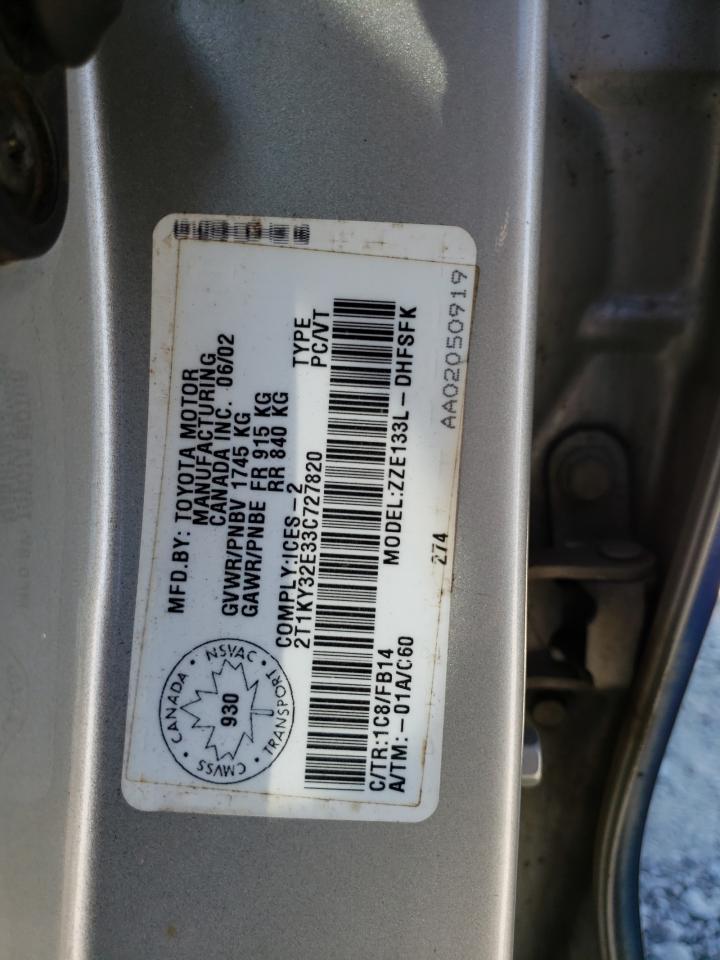 MFD.BY: TOYOTA MOTOR
MANUFACTURING
CANADA INC. 06/02
GVWR/PNBV 1745 KG
GAWR/PNBE FR 915 KG
RR 840 KG
COMPLY:ICES-2 TYPE
2T1KY32E33C727820 PC/VT
CANADA · NSVAC · TRANSPORT · CMVSS ·
930
C/TR:1C8/FB14 MODEL:ZZE133L-DHFSFK
A/TM:-01A/C60
274 AA02050919